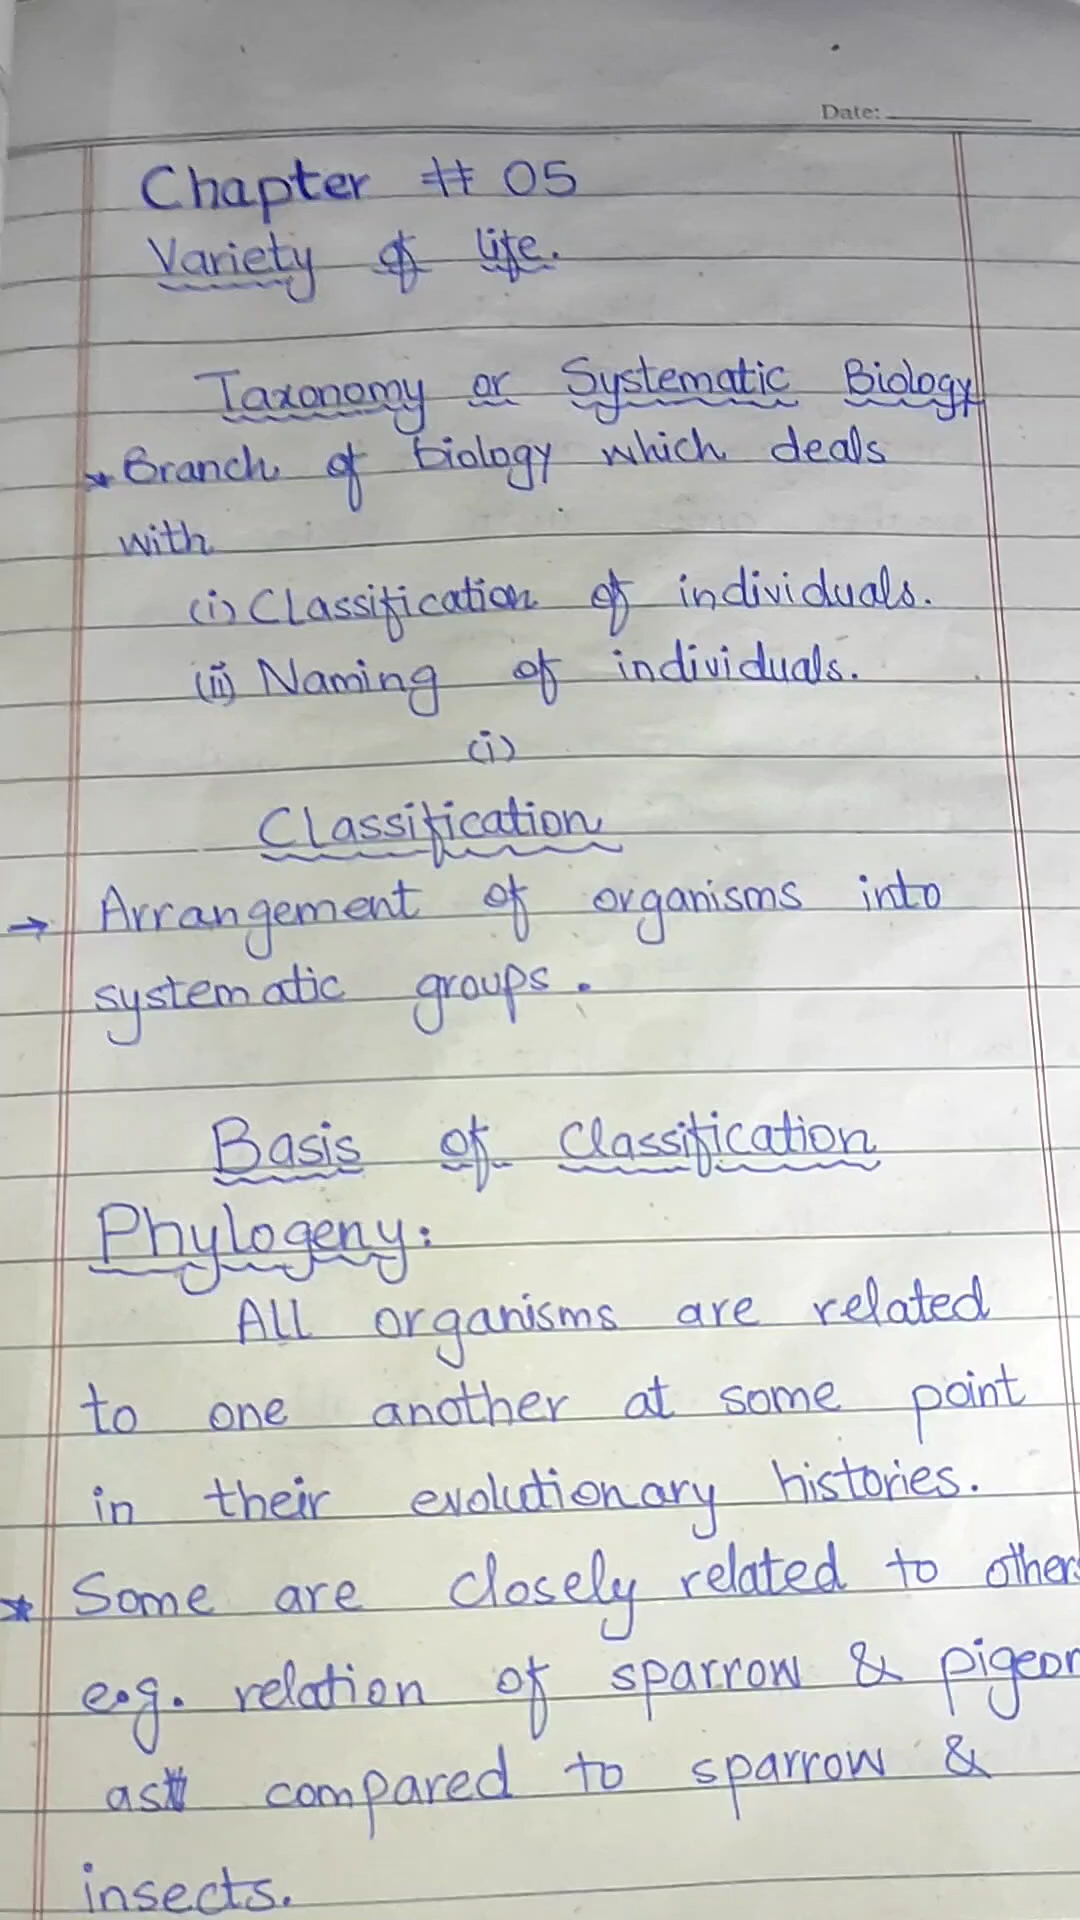 Date:
Chapter # 05
Variety of life.
Taxonomy or Systematic Biology
* Branch of biology which deals
with
(i) Classification of individuals.
(ii) Naming of individuals.
(i)
Classification
→ Arrangement of organisms into
systematic groups.
Basis of Classification
Phylogeny:
All organisms are related
to one another at some point
in their evolutionary histories.
* Some are closely related to others
e.g. relation of sparrow & pigeon
as compared to sparrow &
insects.